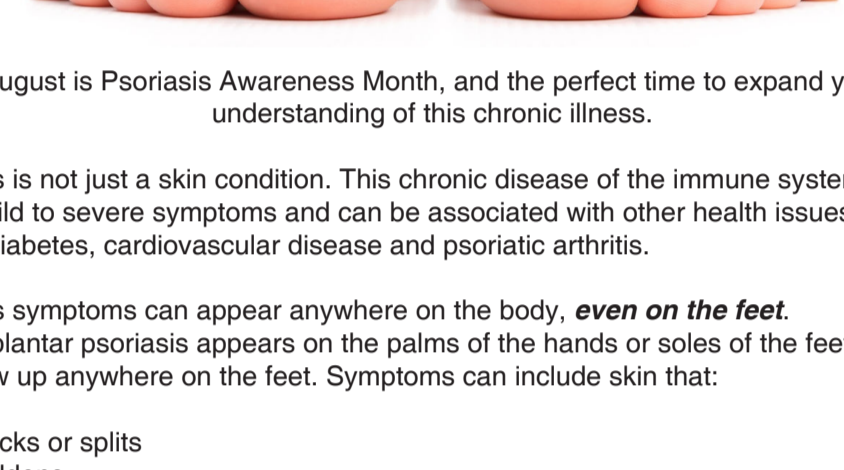 ugust is Psoriasis Awareness Month, and the perfect time to expand y
understanding of this chronic illness.
s is not just a skin condition. This chronic disease of the immune syste
ild to severe symptoms and can be associated with other health issues
iabetes, cardiovascular disease and psoriatic arthritis.
s symptoms can appear anywhere on the body, even on the feet.
plantar psoriasis appears on the palms of the hands or soles of the fee
w up anywhere on the feet. Symptoms can include skin that:
cks or splits